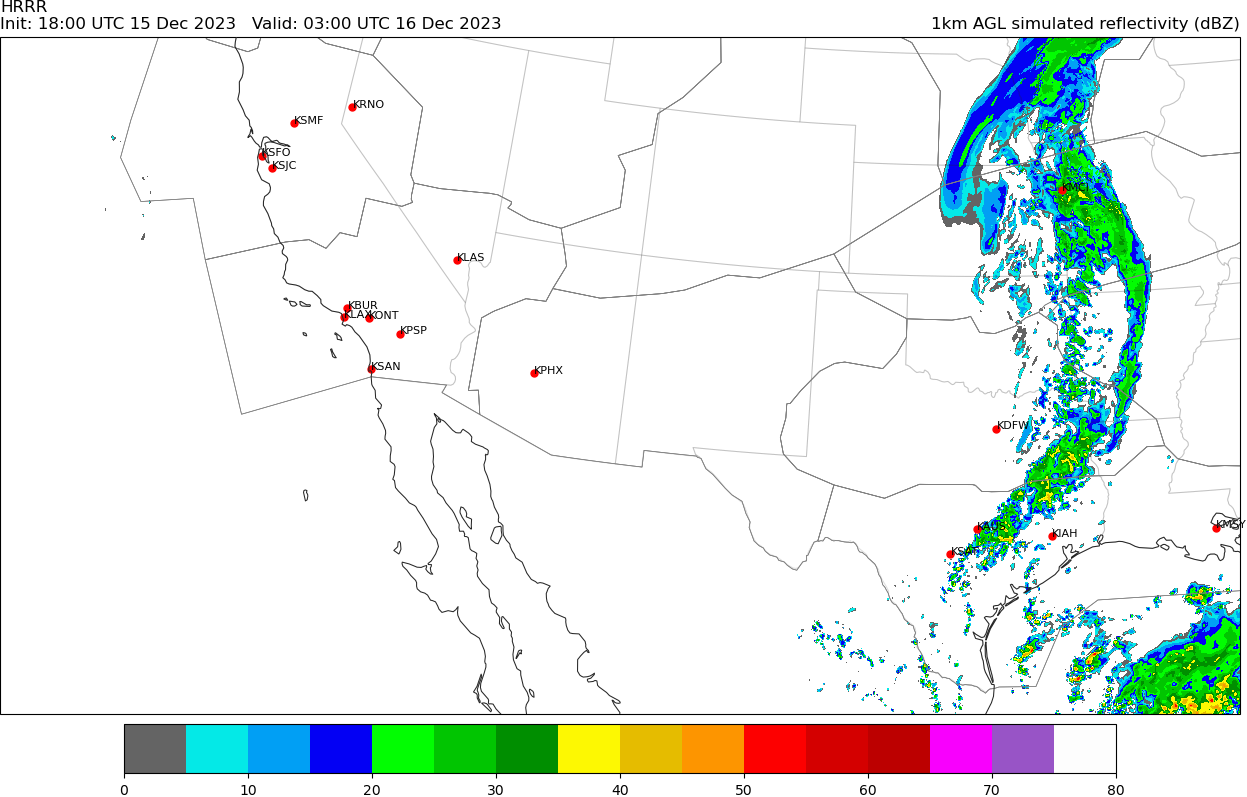 HRRR
Init: 18:00 UTC 15 Dec 2023   Valid: 03:00 UTC 16 Dec 2023
1km AGL simulated reflectivity (dBZ)
KRNO
KSMF
KSFO
KSJC
KLAS
KBUR
KLAX
KONT
KPSP
KSAN
KPHX
KDFW
KAUS
KIAH
KSAT
KMSY
0 10 20 30 40 50 60 70 80